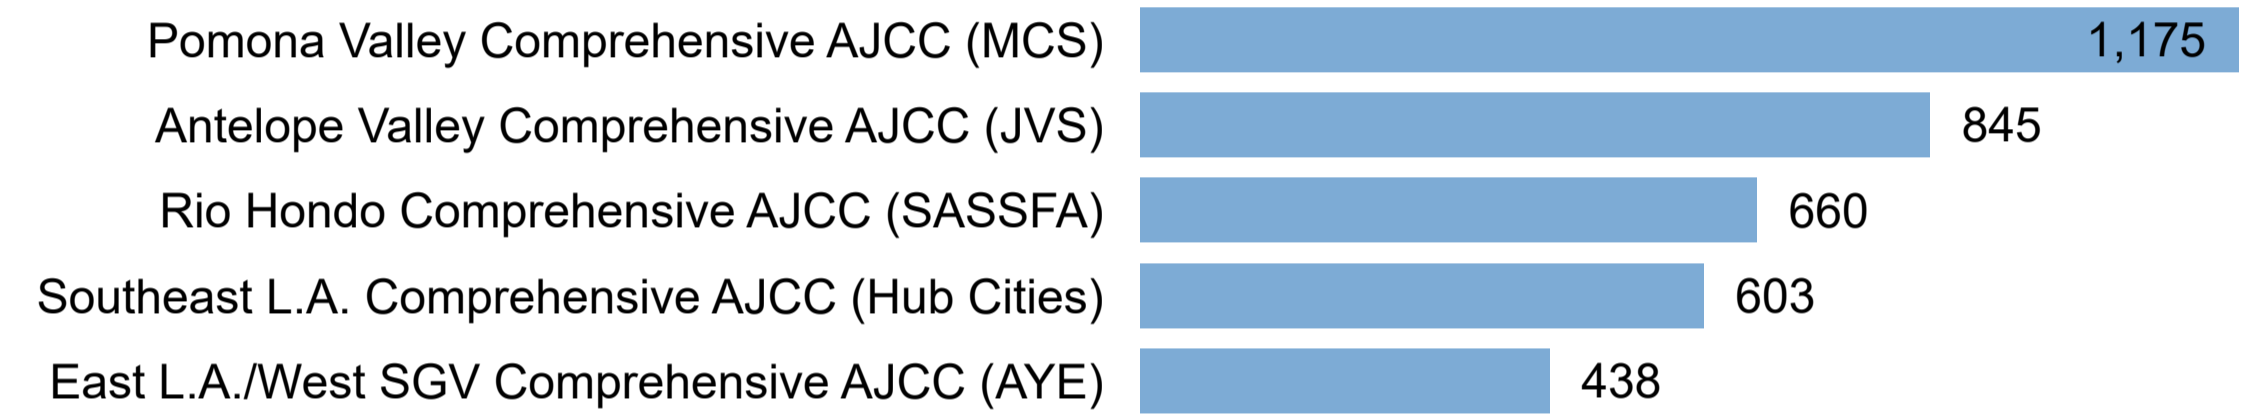 Pomona Valley Comprehensive AJCC (MCS) 1,175
Antelope Valley Comprehensive AJCC (JVS) 845
Rio Hondo Comprehensive AJCC (SASSFA) 660
Southeast L.A. Comprehensive AJCC (Hub Cities) 603
East L.A./West SGV Comprehensive AJCC (AYE) 438